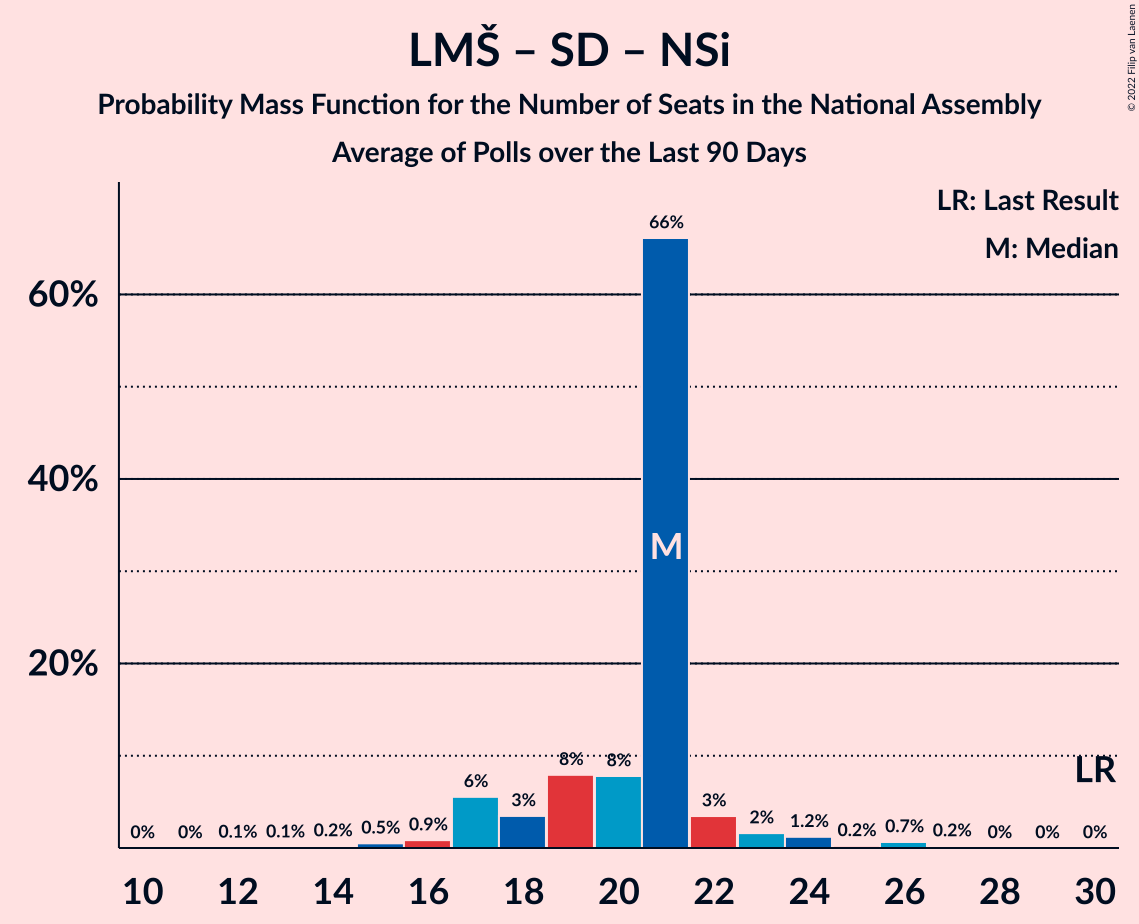 LMŠ – SD – NSi
Probability Mass Function for the Number of Seats in the National Assembly
Average of Polls over the Last 90 Days
© 2022 Filip van Laenen
LR: Last Result
M: Median
60%
40%
20%
0% 0% 0.1% 0.1% 0.2% 0.5% 0.9% 6% 3% 8% 8% 66% 3% 2% 1.2% 0.2% 0.7% 0.2% 0% 0% 0%
M
LR
10 12 14 16 18 20 22 24 26 28 30